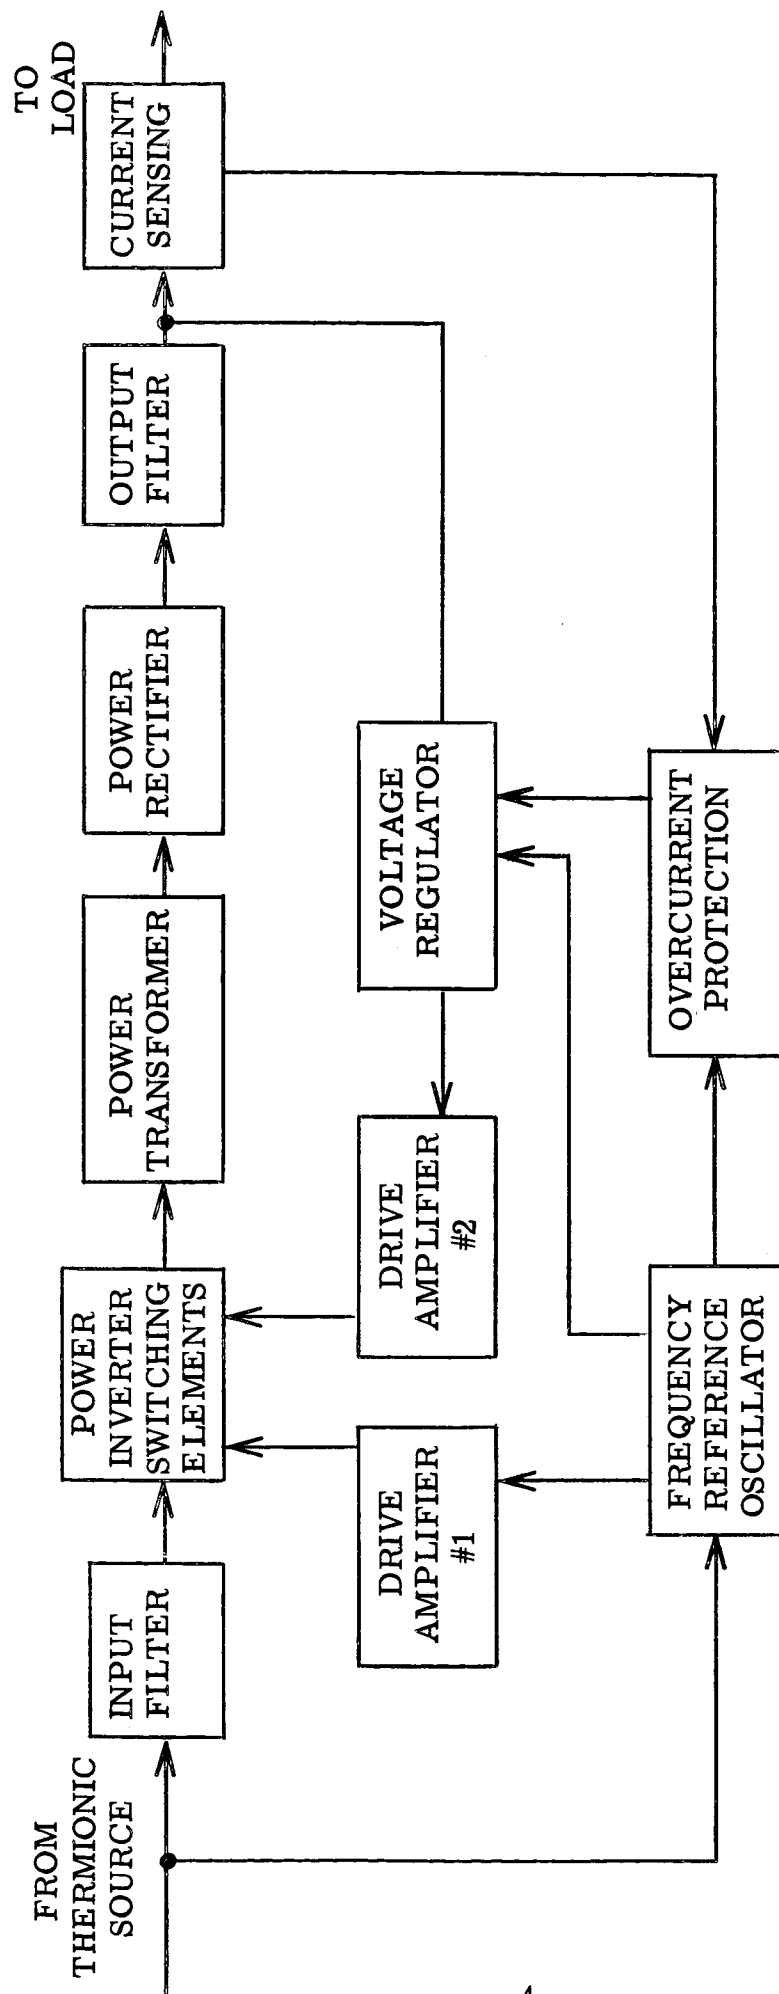 FROM
THERMIONIC
SOURCE
INPUT
FILTER
POWER
INVERTER
SWITCHING
ELEMENTS
POWER
TRANSFORMER
POWER
RECTIFIER
OUTPUT
FILTER
CURRENT
SENSING
TO
LOAD
DRIVE
AMPLIFIER
#1
DRIVE
AMPLIFIER
#2
VOLTAGE
REGULATOR
FREQUENCY
REFERENCE
OSCILLATOR
OVERCURRENT
PROTECTION